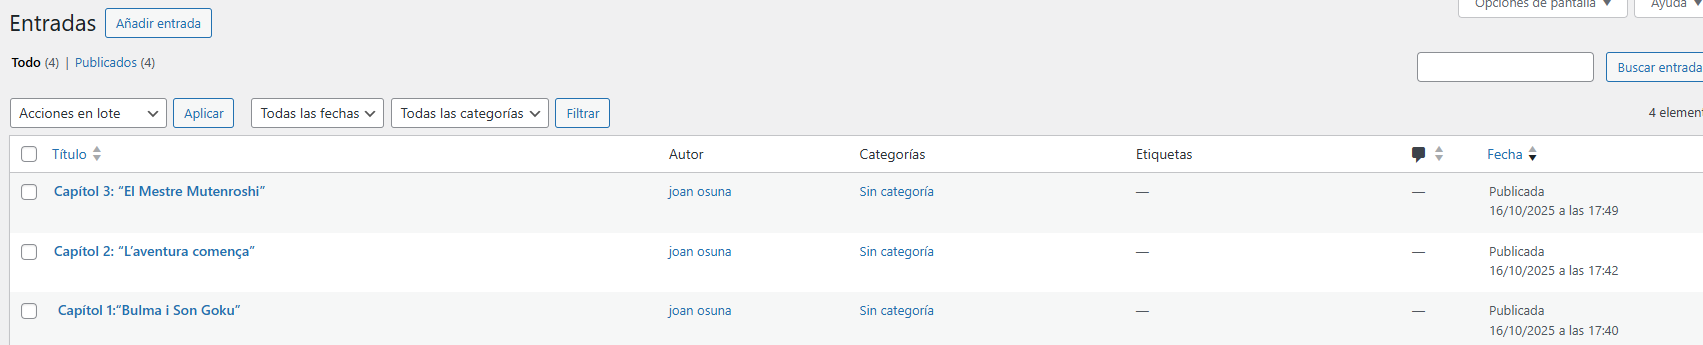 Opciones de pantalla ▼
Ayuda ▼
Entradas Añadir entrada
Todo (4) | Publicados (4)
Buscar entrada
Acciones en lote Aplicar Todas las fechas Todas las categorías Filtrar
4 element
Título Autor Categorías Etiquetas Fecha
Capítol 3: “El Mestre Mutenroshi” joan osuna Sin categoría — — Publicada
16/10/2025 a las 17:49
Capítol 2: “L’aventura comença” joan osuna Sin categoría — — Publicada
16/10/2025 a las 17:42
Capítol 1:“Bulma i Son Goku” joan osuna Sin categoría — — Publicada
16/10/2025 a las 17:40